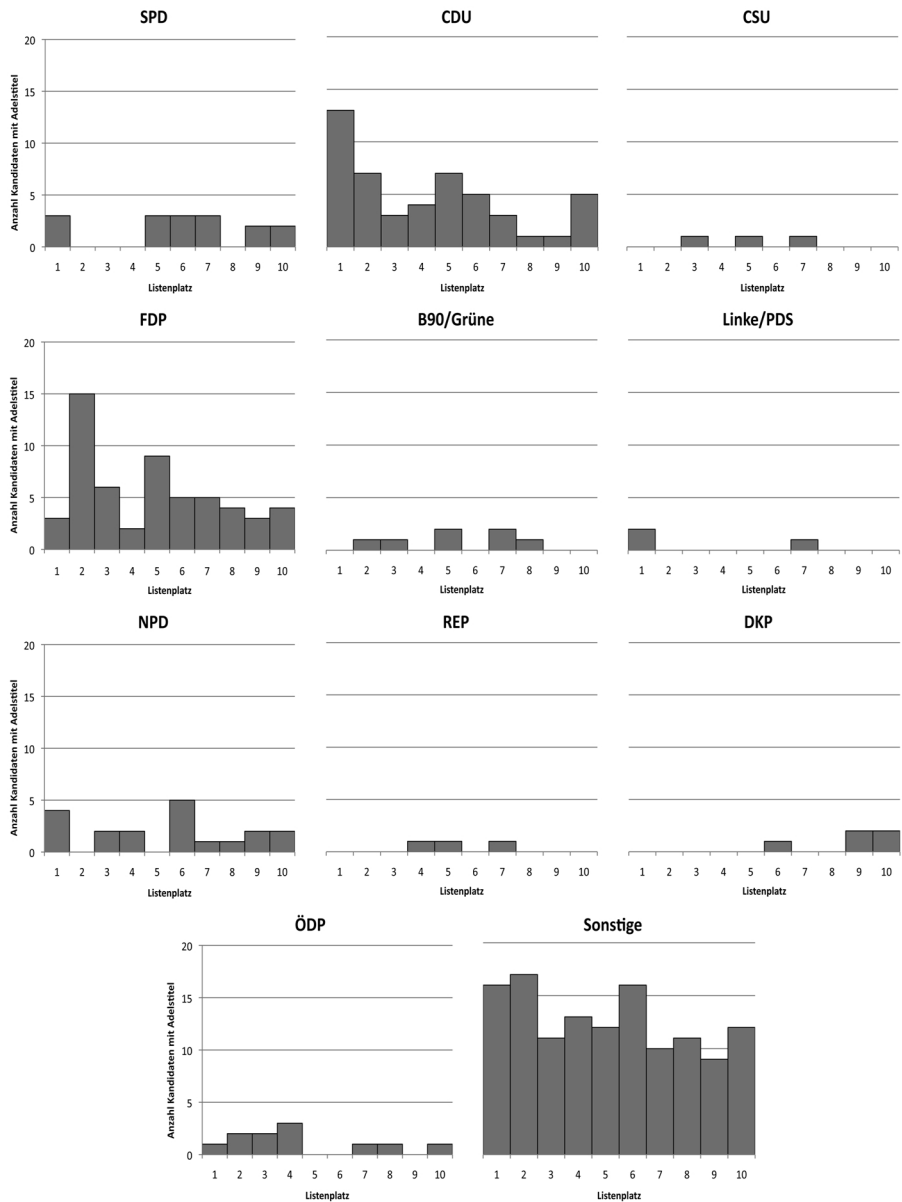 SPD CDU CSU
Anzahl Kandidaten mit Adelstitel
20
15
10
5
0
1 2 3 4 5 6 7 8 9 10
1 2 3 4 5 6 7 8 9 10
1 2 3 4 5 6 7 8 9 10
Listenplatz Listenplatz Listenplatz
FDP B90/Grüne Linke/PDS
Anzahl Kandidaten mit Adelstitel
20
15
10
5
0
1 2 3 4 5 6 7 8 9 10
1 2 3 4 5 6 7 8 9 10
1 2 3 4 5 6 7 8 9 10
Listenplatz Listenplatz Listenplatz
NPD REP DKP
Anzahl Kandidaten mit Adelstitel
20
15
10
5
0
1 2 3 4 5 6 7 8 9 10
1 2 3 4 5 6 7 8 9 10
1 2 3 4 5 6 7 8 9 10
Listenplatz Listenplatz Listenplatz
ÖDP Sonstige
Anzahl Kandidaten mit Adelstitel
20
15
10
5
0
1 2 3 4 5 6 7 8 9 10
1 2 3 4 5 6 7 8 9 10
Listenplatz Listenplatz